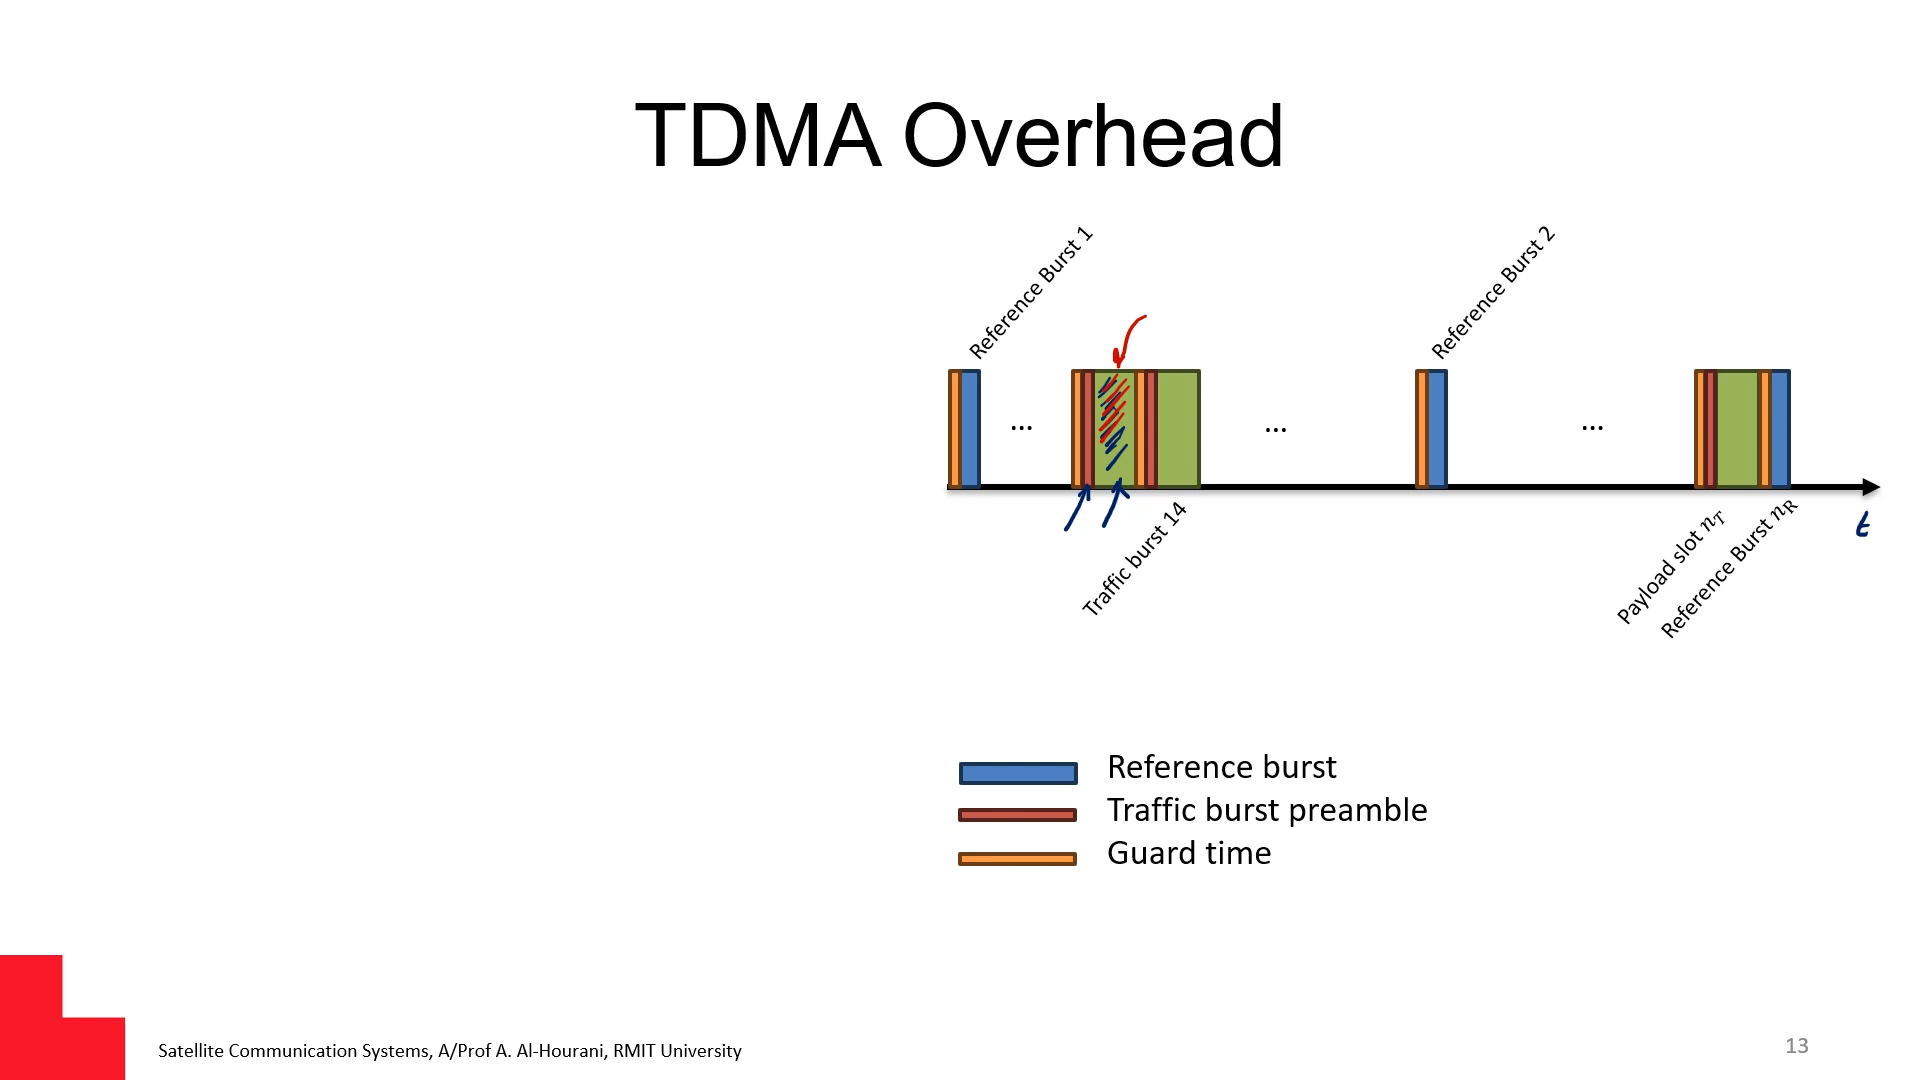 TDMA Overhead
Reference Burst 1
Reference Burst 2
...
...
...
Traffic burst 14
Payload slot n_T
Reference Burst n_R
t
Reference burst
Traffic burst preamble
Guard time
Satellite Communication Systems, A/Prof A. Al-Hourani, RMIT University
13